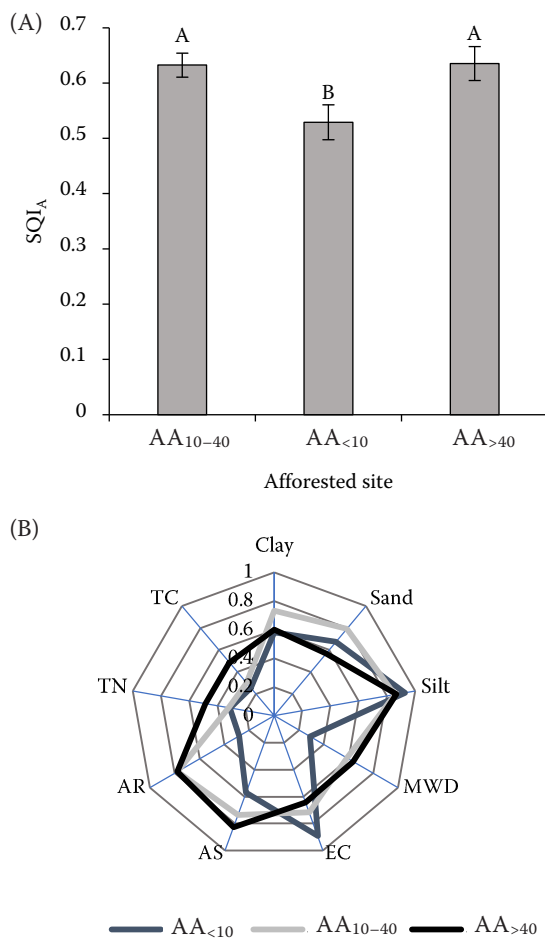 (A)
0.7
0.6
0.5
0.4
0.3
0.2
0.1
0
SQI_A
A
B
A
AA10–40
AA<10
AA>40
Afforested site
(B)
Clay
Sand
Silt
MWD
EC
AS
AR
TN
TC
1
0.8
0.6
0.4
0.2
0
AA<10
AA10–40
AA>40